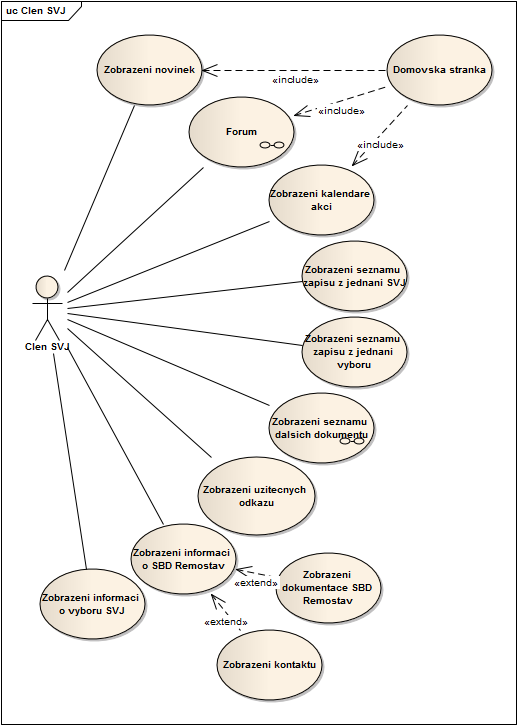 uc Clen SVJ
Zobrazeni novinek
Domovska stranka
«include»
«include»
Forum
«include»
Zobrazeni kalendare
akci
Zobrazeni seznamu
zapisu z jednani SVJ
Clen SVJ
Zobrazeni seznamu
zapisu z jednani
vyboru
Zobrazeni seznamu
dalsich dokumentu
Zobrazeni uzitecnych
odkazu
Zobrazeni informaci
o SBD Remostav
«extend»
Zobrazeni
dokumentace SBD
Remostav
Zobrazeni informaci
o vyboru SVJ
«extend»
Zobrazeni kontaktu